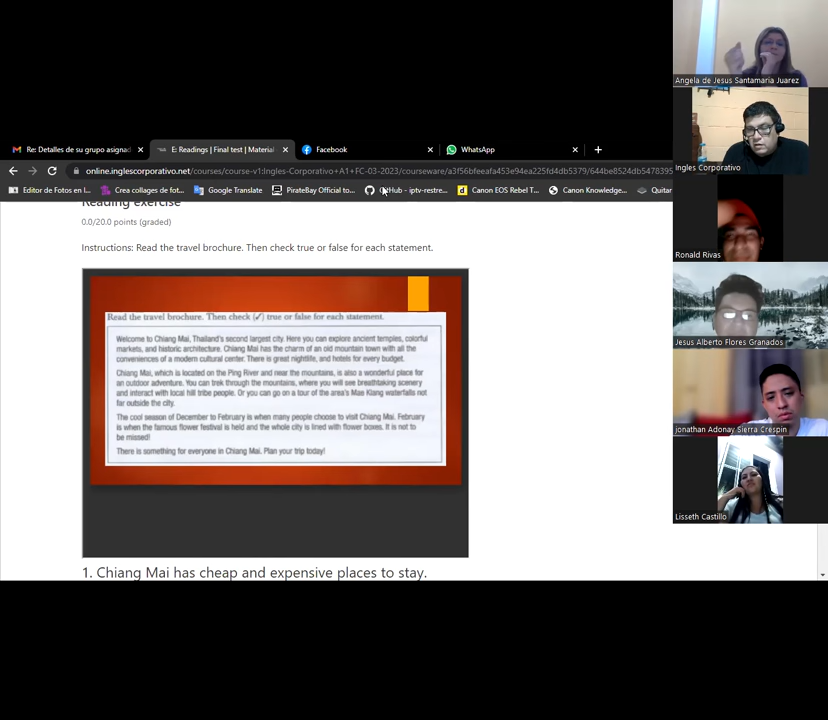 Re: Detalles de su grupo asignad
E: Readings | Final test | Material
Facebook
WhatsApp
online.inglescorporativo.net/courses/course-v1:Ingles-Corporativo+A1+FC-03-2023/courseware/a3f56bfeeafa453e94ea225fd4db5379/644be8524db5478395
Editor de Fotos en l...
Crea collages de fot...
Google Translate
PirateBay Official to...
GitHub - iptv-restre...
Canon EOS Rebel T...
Canon Knowledge...
Quitar
Reading exercise
0.0/20.0 points (graded)
Instructions: Read the travel brochure. Then check true or false for each statement.
Read the travel brochure. Then check (✓) true or false for each statement.
Welcome to Chiang Mai, Thailand's second largest city. Here you can explore ancient temples, colorful
markets, and historic architecture. Chiang Mai has the charm of an old mountain town with all the
conveniences of a modern cultural center. There is great nightlife, and hotels for every budget.
Chiang Mai, which is located on the Ping River and near the mountains, is also a wonderful place for
an outdoor adventure. You can trek through the mountains, where you will see breathtaking scenery
and interact with local hill tribe people. Or you can go on a tour of the area's Mae Klang waterfalls not
far outside the city.
The cool season of December to February is when many people choose to visit Chiang Mai. February
is when the famous flower festival is held and the whole city is lined with flower boxes. It is not to
be missed!
There is something for everyone in Chiang Mai. Plan your trip today!
1. Chiang Mai has cheap and expensive places to stay.
Angela de Jesus Santamaria Juarez
Ingles Corporativo
Ronald Rivas
Jesus Alberto Flores Granados
jonathan Adonay Sierra Crespin
Lisseth Castillo